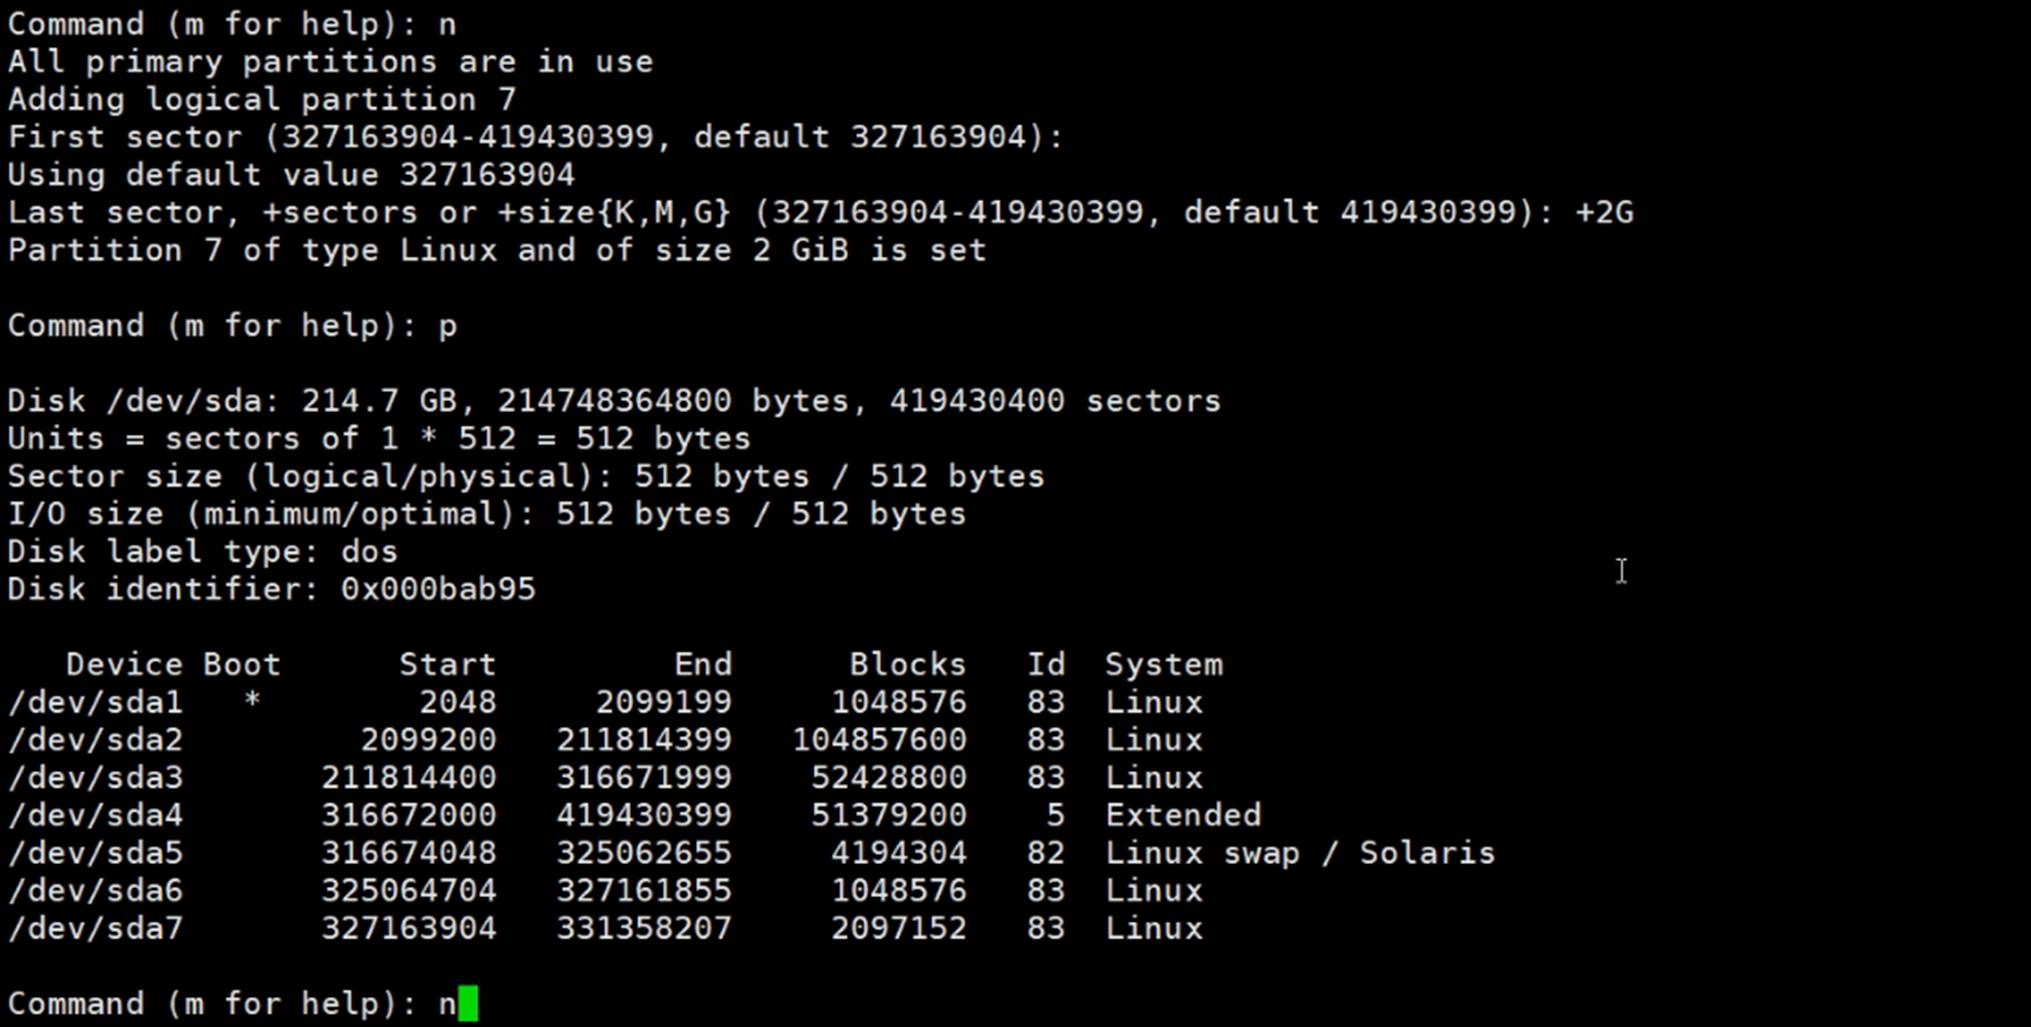 Command (m for help): n
All primary partitions are in use
Adding logical partition 7
First sector (327163904-419430399, default 327163904):
Using default value 327163904
Last sector, +sectors or +size{K,M,G} (327163904-419430399, default 419430399): +2G
Partition 7 of type Linux and of size 2 GiB is set
Command (m for help): p
Disk /dev/sda: 214.7 GB, 214748364800 bytes, 419430400 sectors
Units = sectors of 1 * 512 = 512 bytes
Sector size (logical/physical): 512 bytes / 512 bytes
I/O size (minimum/optimal): 512 bytes / 512 bytes
Disk label type: dos
Disk identifier: 0x000bab95
   Device Boot      Start         End      Blocks   Id  System
/dev/sda1   *        2048     2099199     1048576   83  Linux
/dev/sda2         2099200   211814399   104857600   83  Linux
/dev/sda3       211814400   316671999    52428800   83  Linux
/dev/sda4       316672000   419430399    51379200    5  Extended
/dev/sda5       316674048   325062655     4194304   82  Linux swap / Solaris
/dev/sda6       325064704   327161855     1048576   83  Linux
/dev/sda7       327163904   331358207     2097152   83  Linux
Command (m for help): n